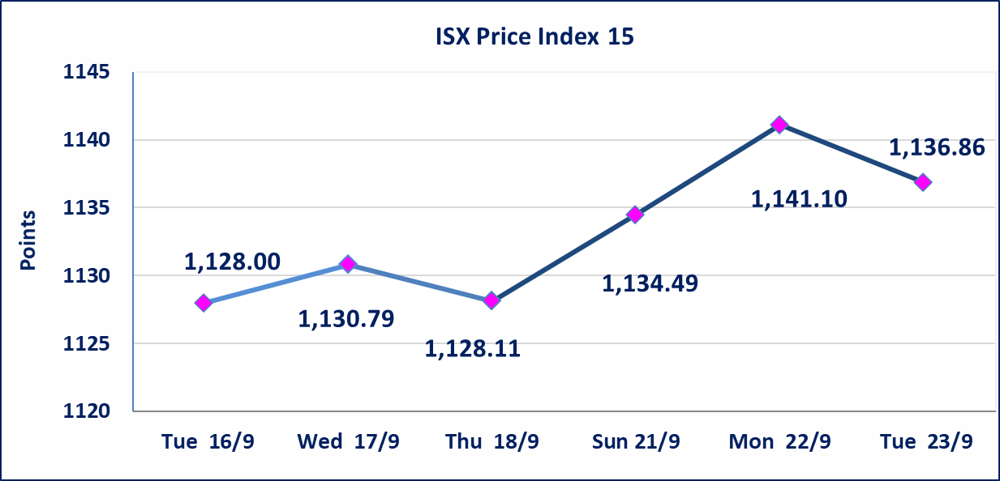 ISX Price Index 15
1145
1140
1135
1130
1125
1120
Points
1,128.00
1,130.79
1,128.11
1,134.49
1,141.10
1,136.86
Tue  16/9
Wed  17/9
Thu  18/9
Sun 21/9
Mon  22/9
Tue  23/9